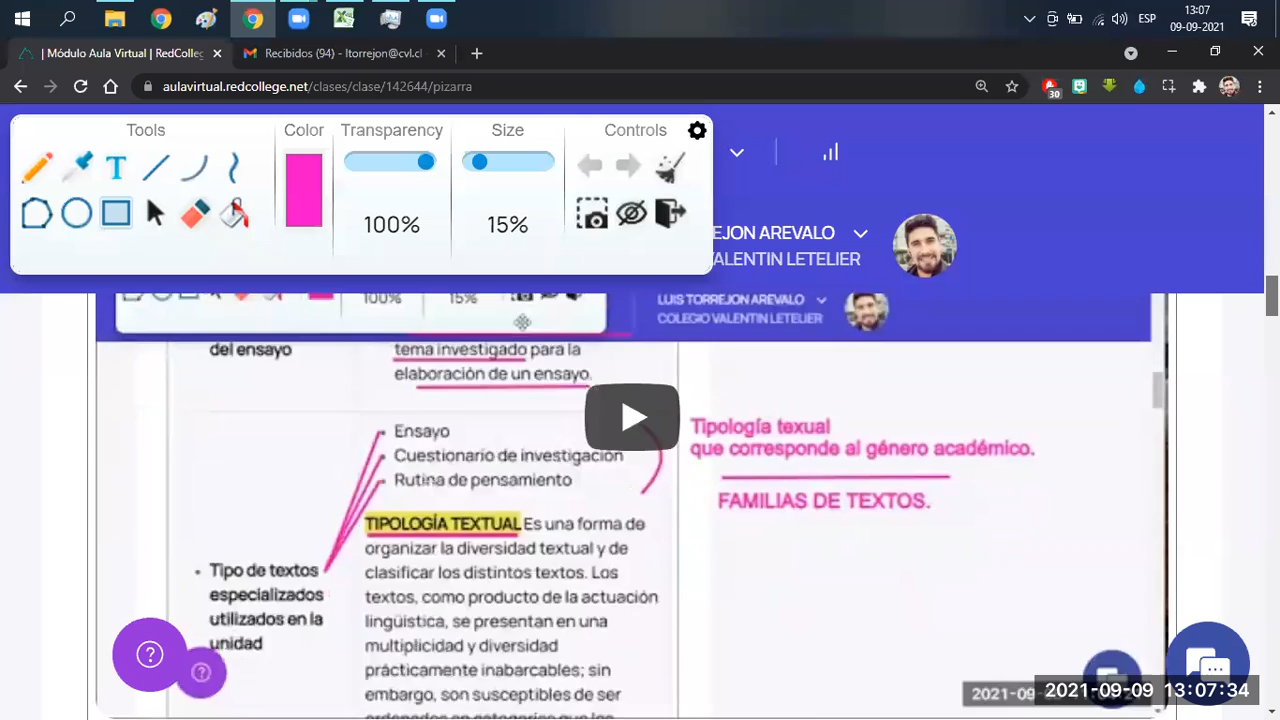 13:07
SP
09-09-2021
| Módulo Aula Virtual | RedColleg
Recibidos (94) - ltorrejon@cvl.cl
aulavirtual.redcollege.net/clases/clase/142644/pizarra
30
Tools
Color
Transparency
Size
Controls
T
100%
15%
EJON AREVALO
VALENTIN LETELIER
100%
15%
LUIS TORREJON AREVALO
COLEGIO VALENTIN LETELIER
del ensayo
tema investigado para la
elaboración de un ensayo.
Ensayo
Cuestionario de investigación
Rutina de pensamiento
Tipología texual
que corresponde al género académico.
FAMILIAS DE TEXTOS.
TIPOLOGÍA TEXTUAL Es una forma de
organizar la diversidad textual y de
clasificar los distintos textos. Los
textos, como producto de la actuación
lingüística, se presentan en una
multiplicidad y diversidad
prácticamente inabarcables; sin
embargo, son susceptibles de ser
• Tipo de textos
especializados
utilizados en la
unidad
2021-09-
2021-09-09 13:07:34